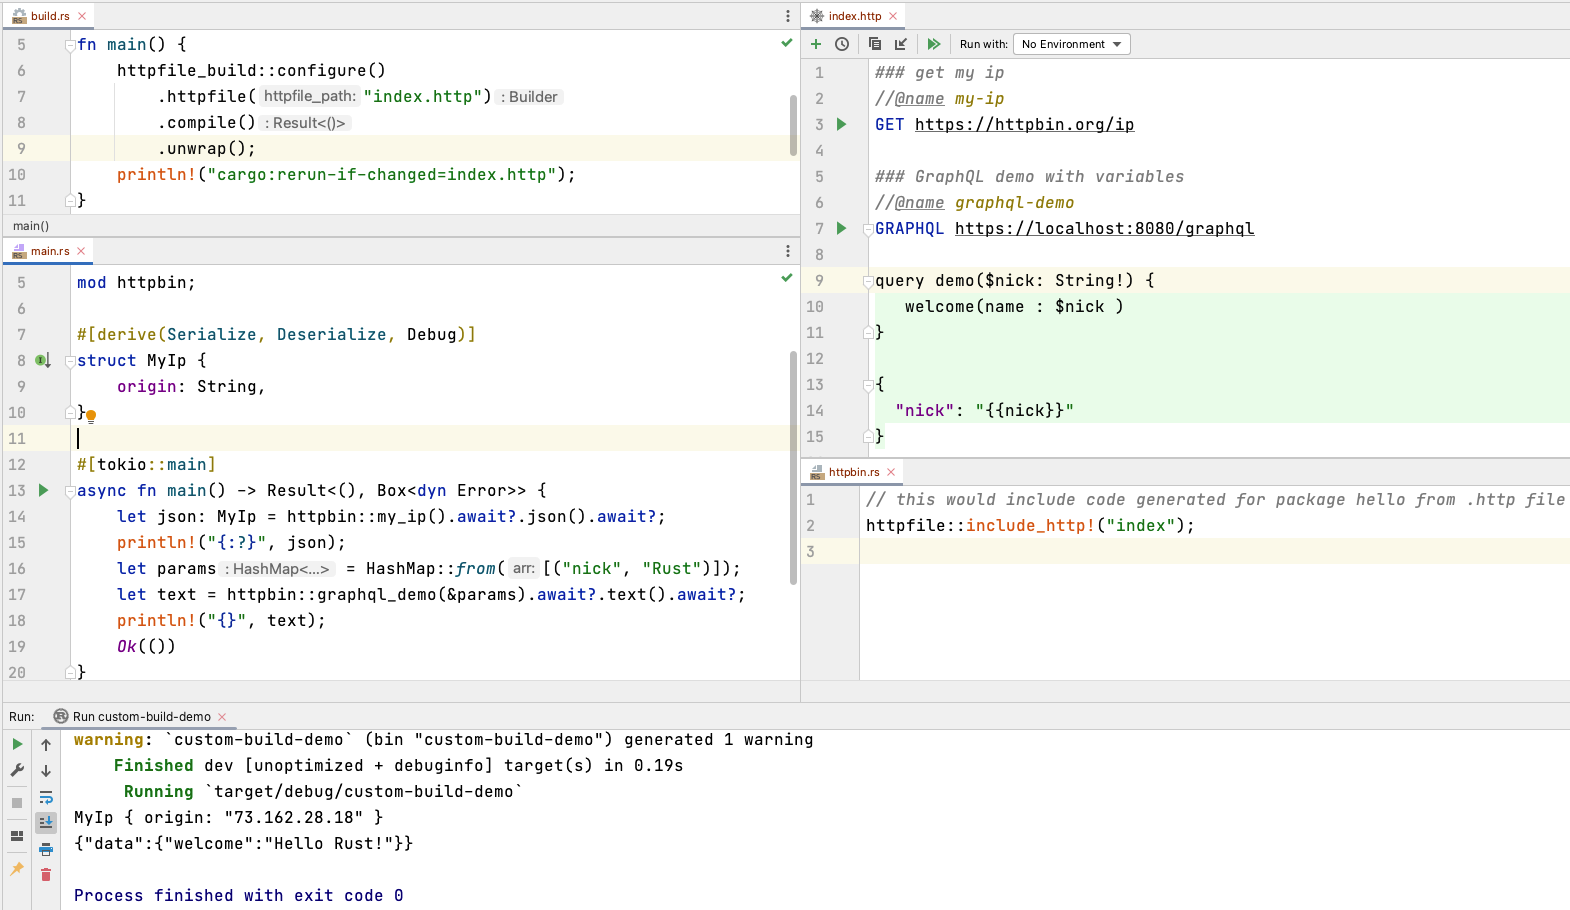 build.rs
5 fn main() {
6 httpfile_build::configure()
7 .httpfile( httpfile_path: "index.http") : Builder
8 .compile() : Result<()>
9 .unwrap();
10 println!("cargo:rerun-if-changed=index.http");
11 }
main()
main.rs
5 mod httpbin;
6
7 #[derive(Serialize, Deserialize, Debug)]
8 struct MyIp {
9 origin: String,
10 }
11
12 #[tokio::main]
13 async fn main() -> Result<(), Box<dyn Error>> {
14 let json: MyIp = httpbin::my_ip().await?.json().await?;
15 println!("{:?}", json);
16 let params : HashMap<...> = HashMap::from( arr: [("nick", "Rust")]);
17 let text = httpbin::graphql_demo(&params).await?.text().await?;
18 println!("{}", text);
19 Ok(())
20 }
index.http
Run with: No Environment
1 ### get my ip
2 //@name my-ip
3 GET https://httpbin.org/ip
4
5 ### GraphQL demo with variables
6 //@name graphql-demo
7 GRAPHQL https://localhost:8080/graphql
8
9 query demo($nick: String!) {
10 welcome(name : $nick )
11 }
12
13 {
14 "nick": "{{nick}}"
15 }
httpbin.rs
1 // this would include code generated for package hello from .http file
2 httpfile::include_http!("index");
3
Run: Run custom-build-demo
warning: `custom-build-demo` (bin "custom-build-demo") generated 1 warning
Finished dev [unoptimized + debuginfo] target(s) in 0.19s
Running `target/debug/custom-build-demo`
MyIp { origin: "73.162.28.18" }
{"data":{"welcome":"Hello Rust!"}}
Process finished with exit code 0